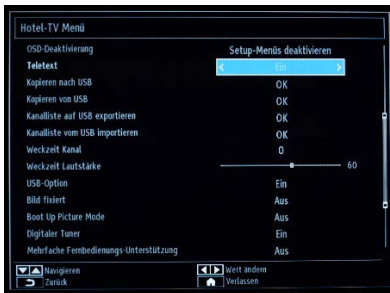 Hotel-TV Menü
OSD-Deaktivierung Setup-Menüs deaktivieren
Teletext Ein
Kopieren nach USB OK
Kopieren von USB OK
Kanalliste auf USB exportieren OK
Kanalliste vom USB importieren OK
Weckzeit Kanal 0
Weckzeit Lautstärke 60
USB-Option Ein
Bild fixiert Aus
Boot Up Picture Mode Aus
Digitaler Tuner Ein
Mehrfache Fernbedienungs-Unterstützung Aus
Navigieren Wert ändern
Zurück Verlassen